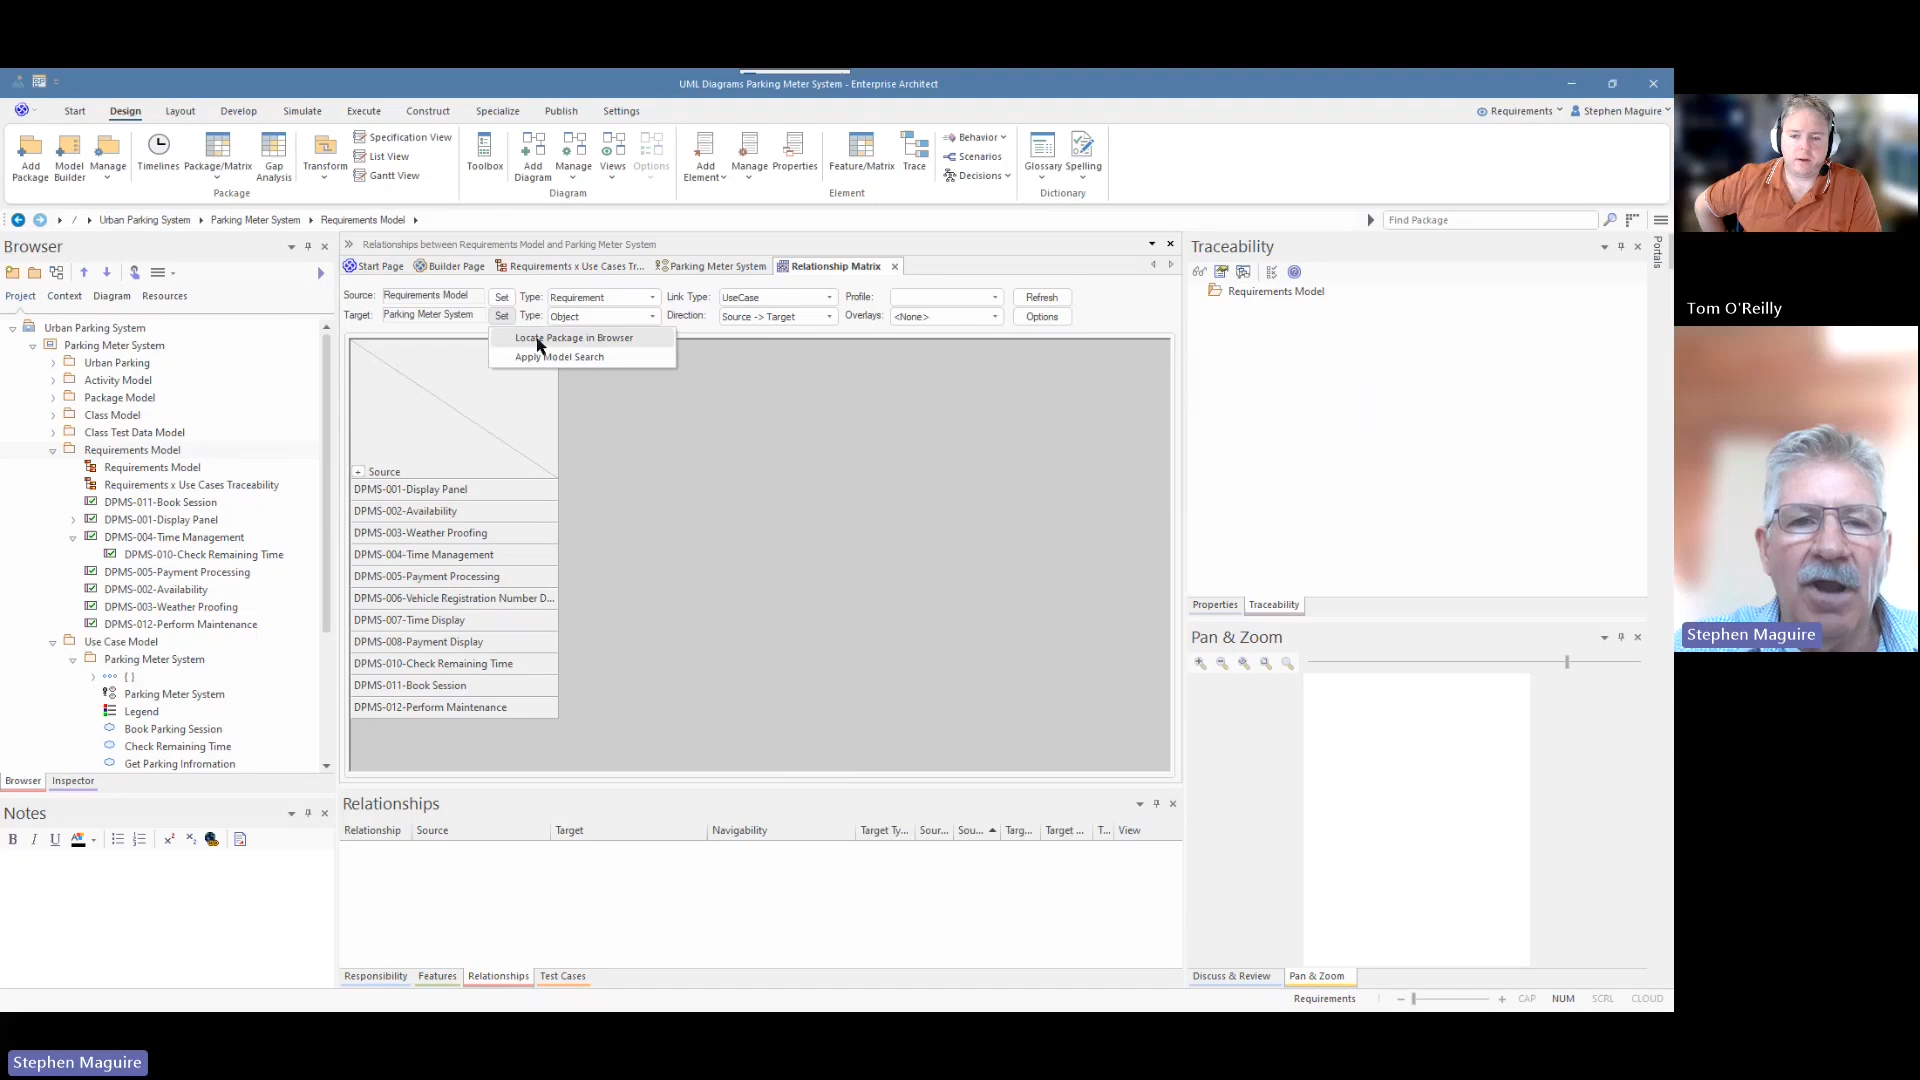 UML Diagrams Parking Meter System - Enterprise Architect
Start Design Layout Develop Simulate Execute Construct Specialize Publish Settings
Requirements Stephen Maguire
Add Package
Model Builder
Manage
Timelines
Package/Matrix
Gap Analysis
Transform
Specification View
List View
Gantt View
Package
Toolbox
Add Diagram
Manage
Views
Options
Diagram
Add Element
Manage
Properties
Feature/Matrix
Trace
Behavior
Scenarios
Decisions
Element
Glossary
Spelling
Dictionary
/ Urban Parking System Parking Meter System Requirements Model
Find Package
Portals
Browser
Project Context Diagram Resources
Urban Parking System
Parking Meter System
Urban Parking
Activity Model
Package Model
Class Model
Class Test Data Model
Requirements Model
Requirements Model
Requirements x Use Cases Traceability
DPMS-011-Book Session
DPMS-001-Display Panel
DPMS-004-Time Management
DPMS-010-Check Remaining Time
DPMS-005-Payment Processing
DPMS-002-Availability
DPMS-003-Weather Proofing
DPMS-012-Perform Maintenance
Use Case Model
Parking Meter System
{ }
Parking Meter System
Legend
Book Parking Session
Check Remaining Time
Get Parking Infromation
Browser Inspector
Notes
B I U
Relationships between Requirements Model and Parking Meter System
Start Page Builder Page Requirements x Use Cases Tr... Parking Meter System Relationship Matrix
Source: Requirements Model Set Type: Requirement Link Type: UseCase Profile: Refresh
Target: Parking Meter System Set Type: Object Direction: Source -> Target Overlays: <None> Options
Locate Package in Browser
Apply Model Search
+ Source
DPMS-001-Display Panel
DPMS-002-Availability
DPMS-003-Weather Proofing
DPMS-004-Time Management
DPMS-005-Payment Processing
DPMS-006-Vehicle Registration Number D...
DPMS-007-Time Display
DPMS-008-Payment Display
DPMS-010-Check Remaining Time
DPMS-011-Book Session
DPMS-012-Perform Maintenance
Relationships
Relationship Source Target Navigability Target Ty... Sour... Sou... Targ... Target ... T... View
Responsibility Features Relationships Test Cases
Traceability
Requirements Model
Properties Traceability
Pan & Zoom
Discuss & Review Pan & Zoom
Requirements CAP NUM SCRL CLOUD
Tom O'Reilly
Stephen Maguire
Stephen Maguire